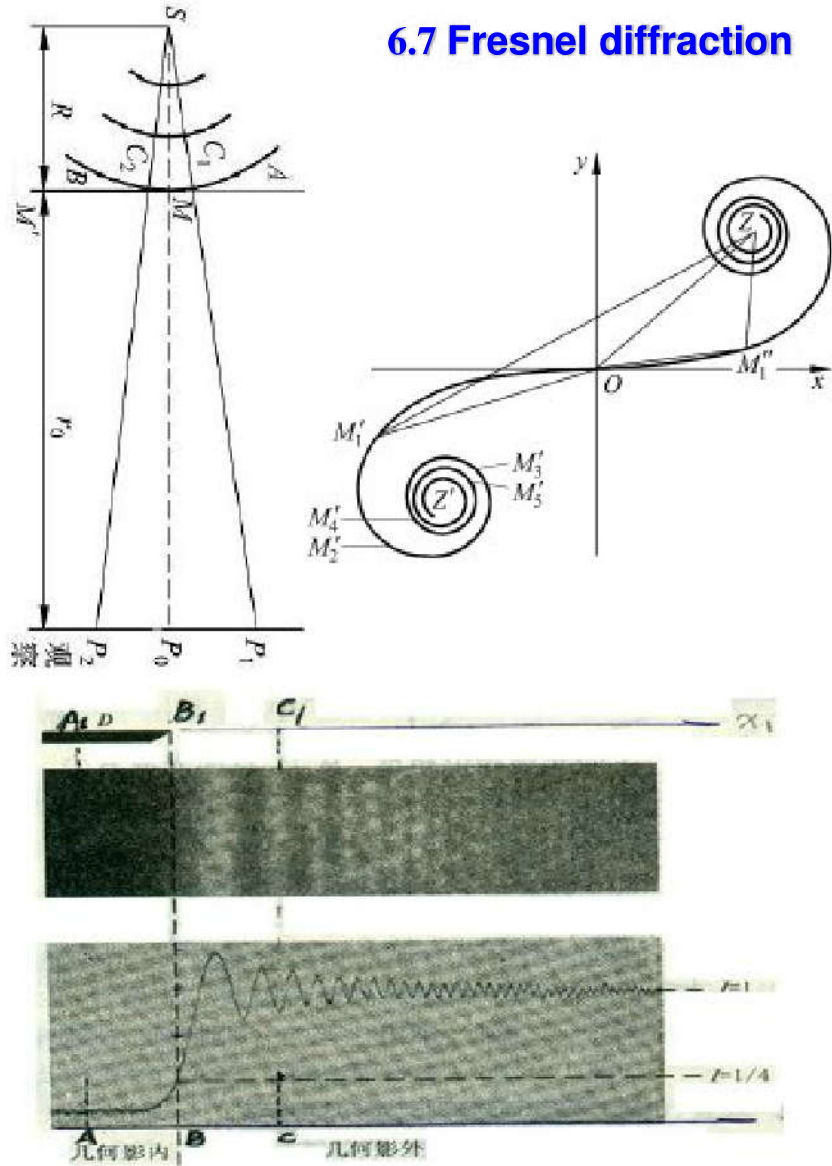 6.7 Fresnel diffraction
S
R
C₂
C₁
B
A
M
M'
r₀
P₂
P₀
P₁
观察
y
Z
M₁''
O
x
M₁'
M₃'
M₅'
Z'
M₄'
M₂'
A₁ D
B₁
C₁
x₁
I=1
I=1/4
A
B
C
几何影内
几何影外